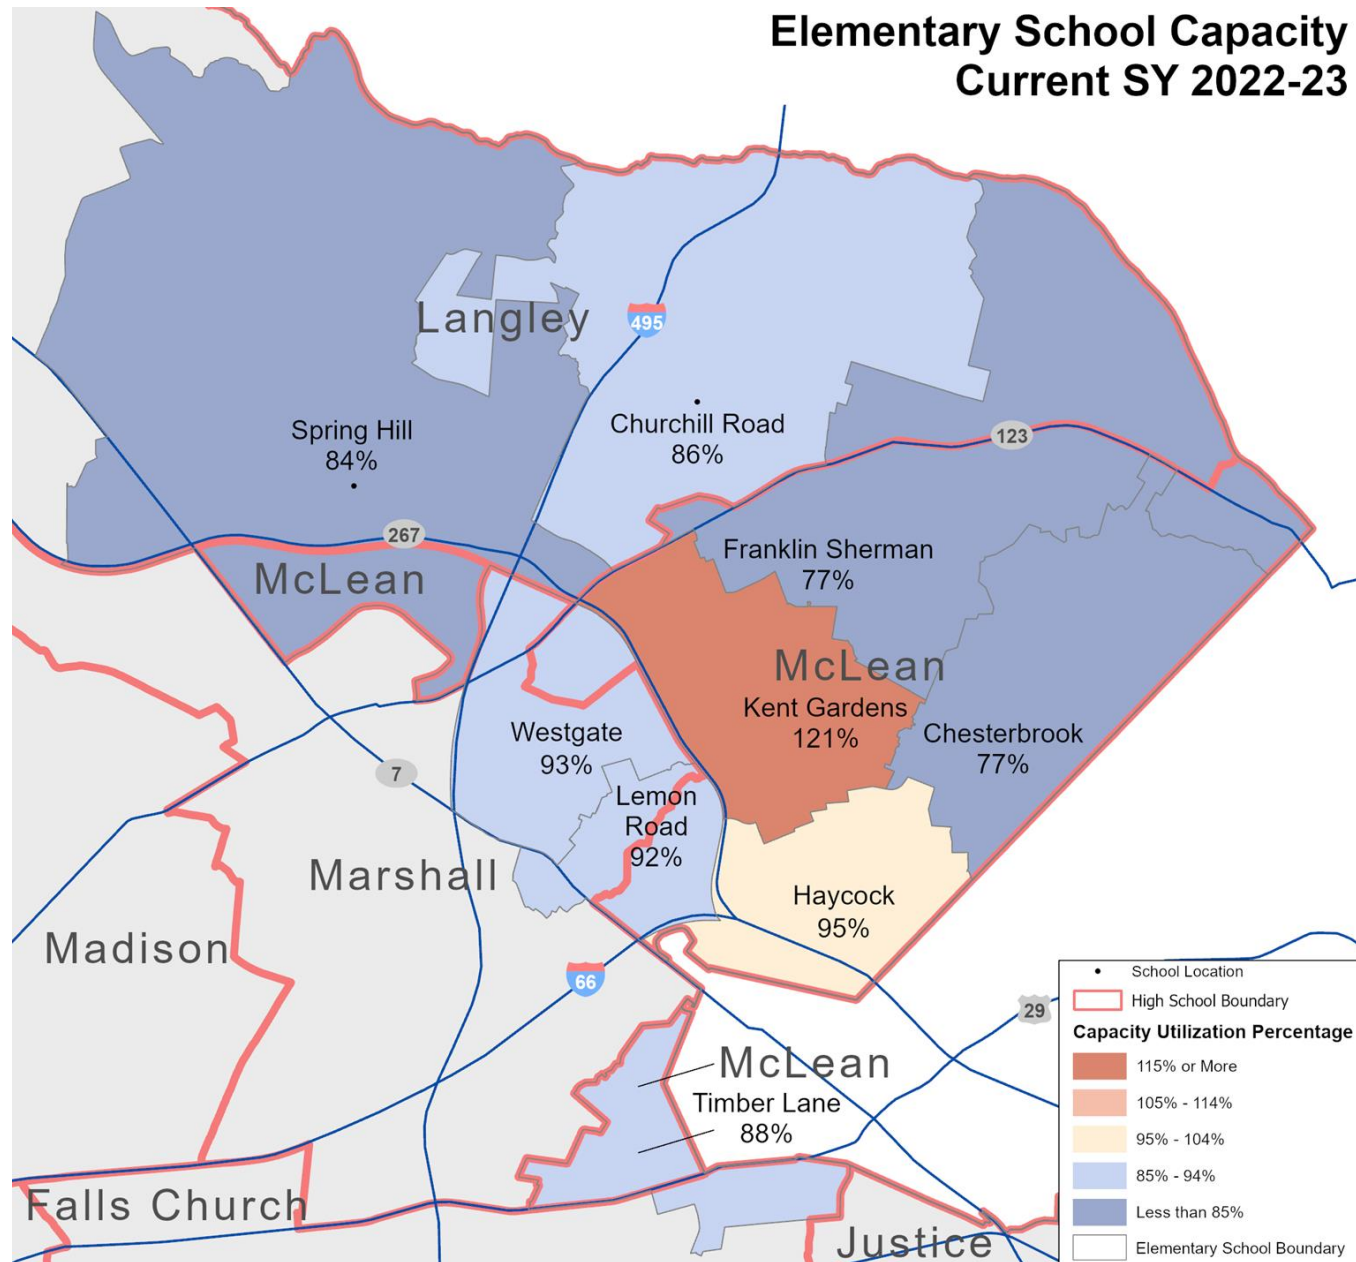 Elementary School Capacity
Current SY 2022-23
Langley
495
Spring Hill
84%
Churchill Road
86%
123
267
McLean
Franklin Sherman
77%
McLean
Kent Gardens
121%
Westgate
93%
Chesterbrook
77%
7
Lemon
Road
92%
Marshall
Haycock
95%
Madison
66
29
McLean
Timber Lane
88%
Falls Church
Justice
School Location
High School Boundary
Capacity Utilization Percentage
115% or More
105% - 114%
95% - 104%
85% - 94%
Less than 85%
Elementary School Boundary